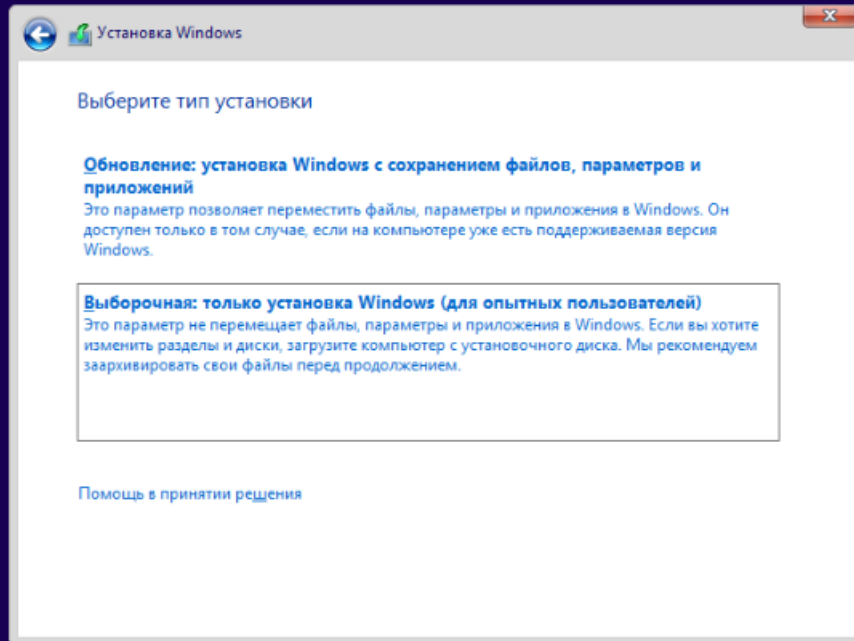 Установка Windows
Выберите тип установки
Обновление: установка Windows с сохранением файлов, параметров и
приложений
Это параметр позволяет переместить файлы, параметры и приложения в Windows. Он
доступен только в том случае, если на компьютере уже есть поддерживаемая версия
Windows.
Выборочная: только установка Windows (для опытных пользователей)
Это параметр не перемещает файлы, параметры и приложения в Windows. Если вы хотите
изменить разделы и диски, загрузите компьютер с установочного диска. Мы рекомендуем
заархивировать свои файлы перед продолжением.
Помощь в принятии решения